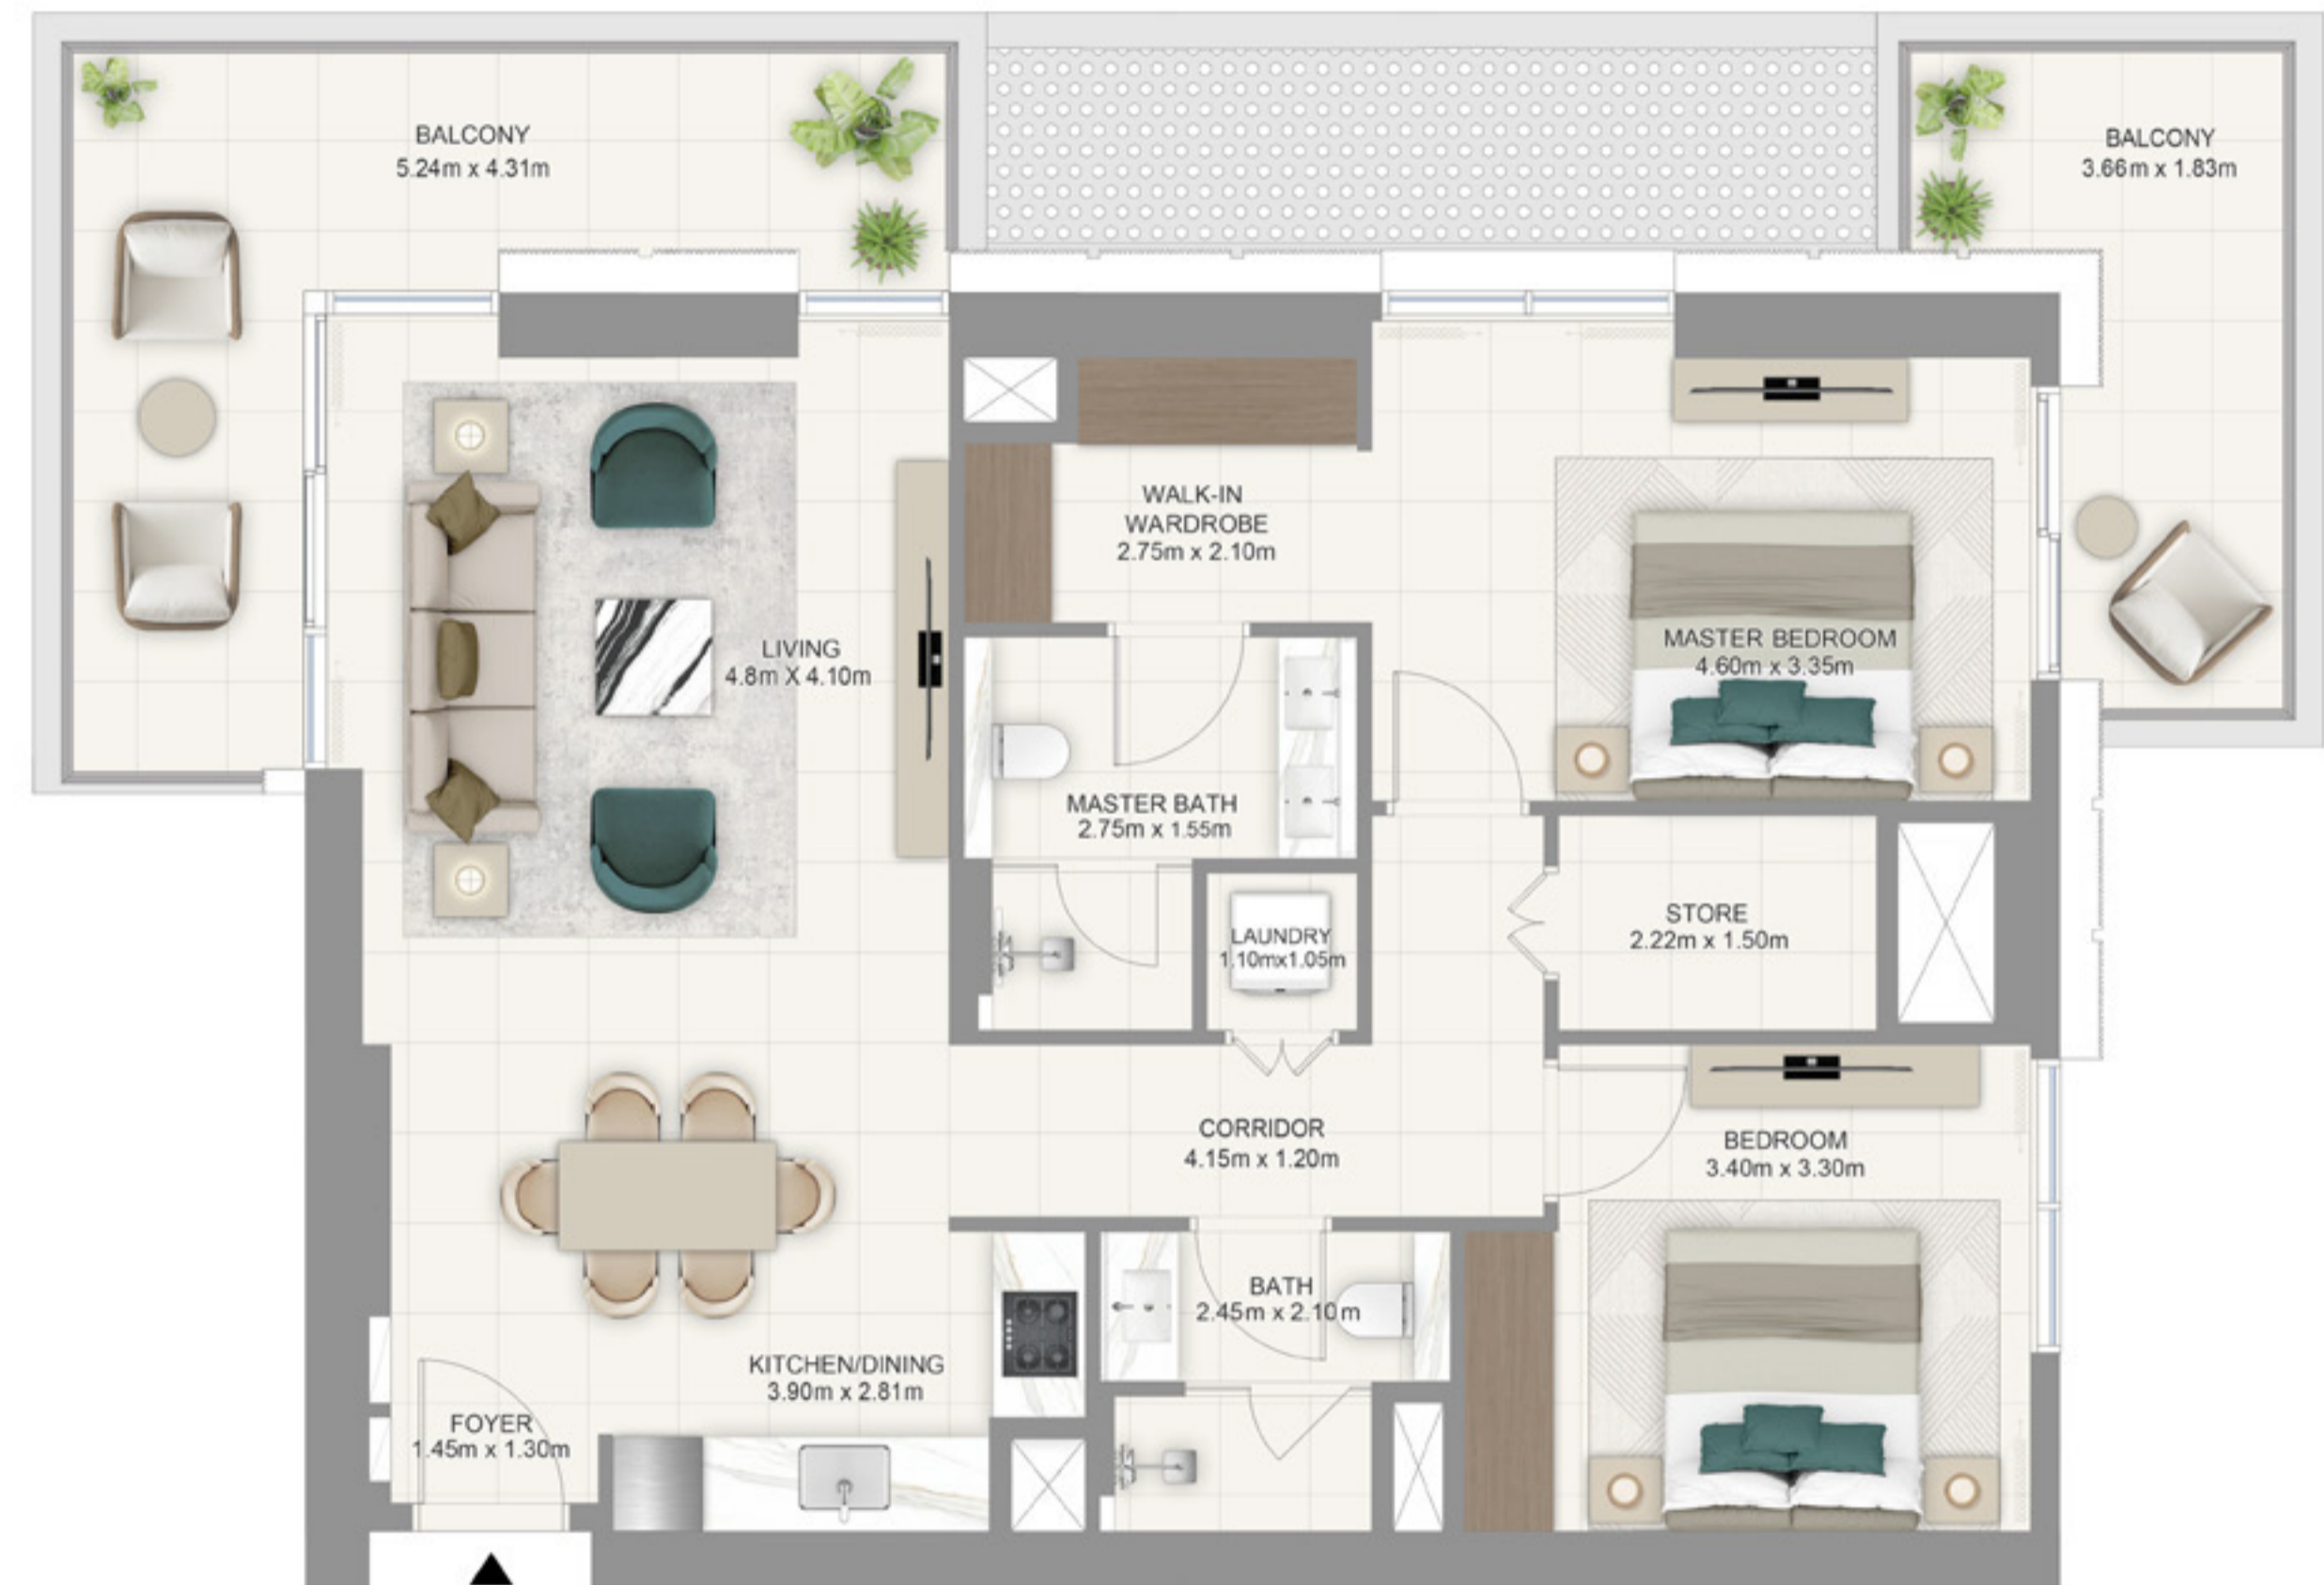 BALCONY
5.24m x 4.31m
BALCONY
3.66m x 1.83m
WALK-IN
WARDROBE
2.75m x 2.10m
LIVING
4.8m X 4.10m
MASTER BEDROOM
4.60m x 3.35m
MASTER BATH
2.75m x 1.55m
LAUNDRY
1.10mx1.05m
STORE
2.22m x 1.50m
CORRIDOR
4.15m x 1.20m
BEDROOM
3.40m x 3.30m
BATH
2.45m x 2.10m
KITCHEN/DINING
3.90m x 2.81m
FOYER
1.45m x 1.30m